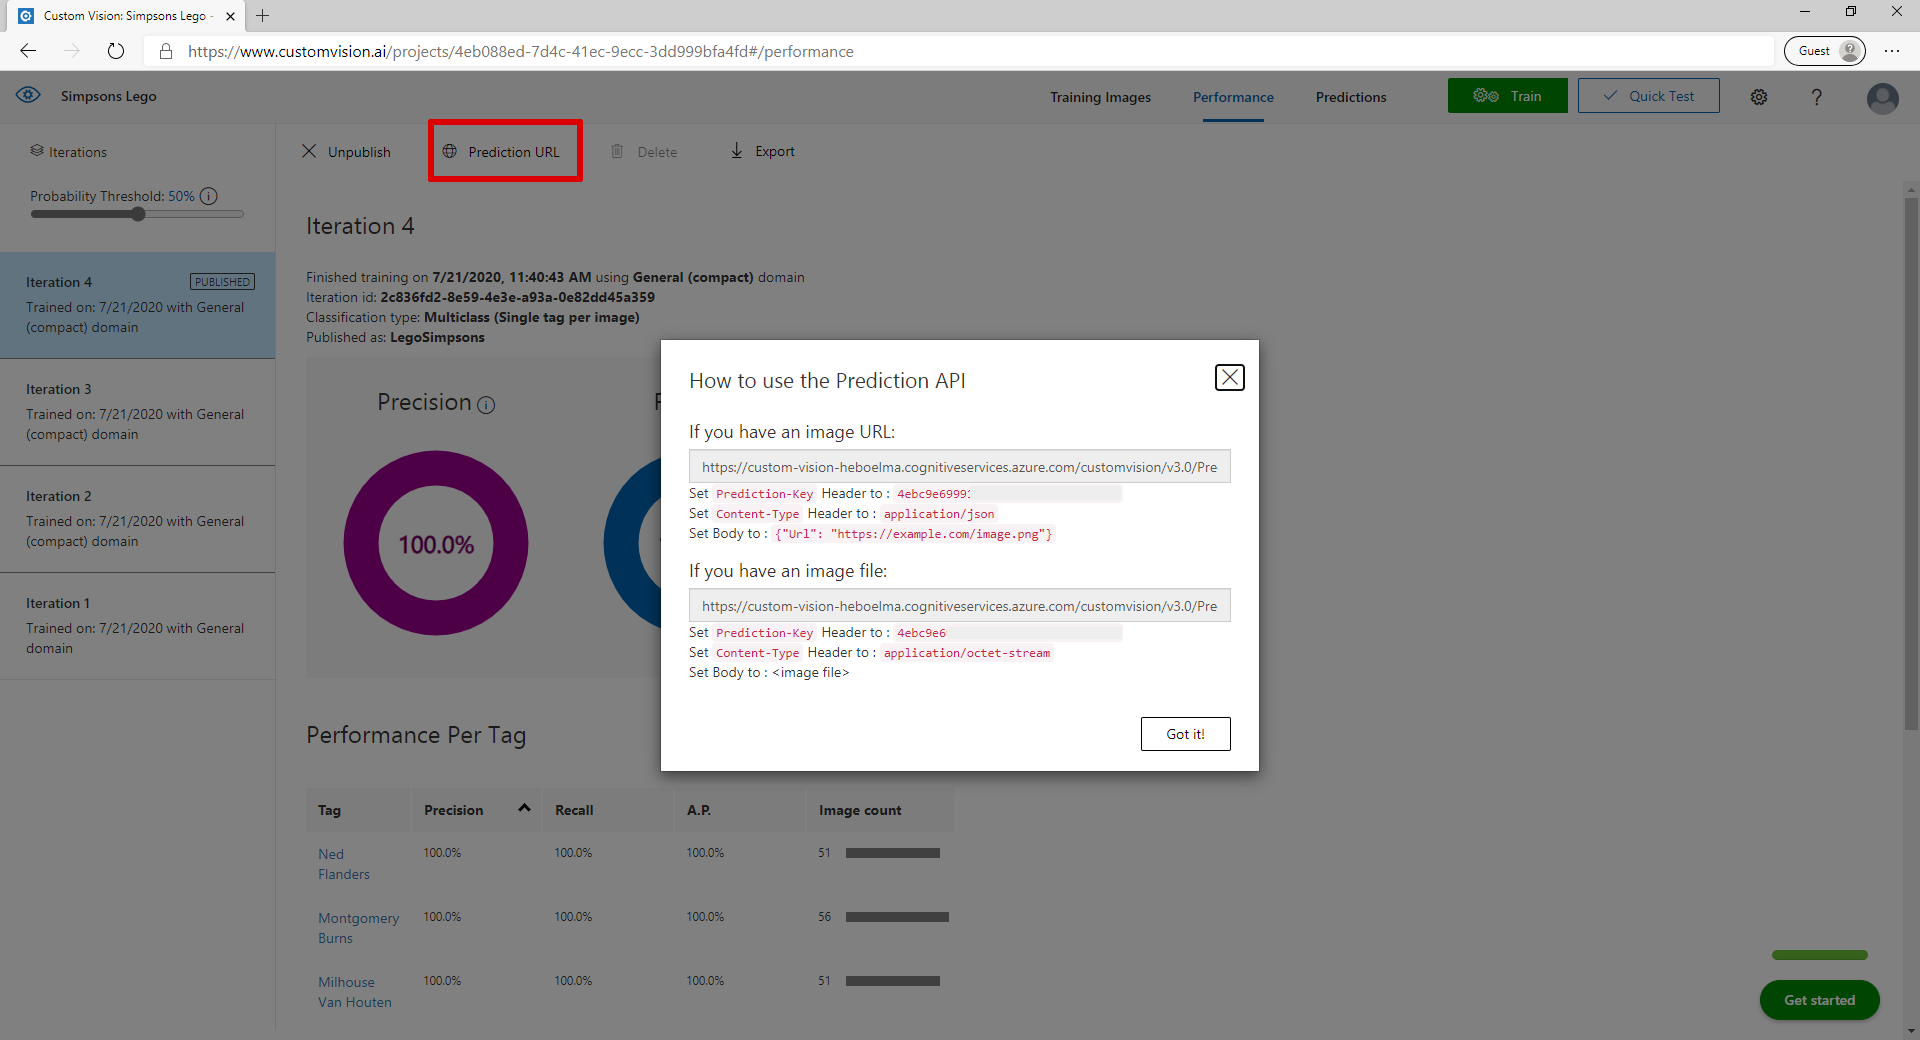 Custom Vision: Simpsons Lego -
https://www.customvision.ai/projects/4eb088ed-7d4c-41ec-9ecc-3dd999bfa4fd#/performance
Guest
Simpsons Lego
Training Images
Performance
Predictions
Train
Quick Test
?
Iterations
Unpublish
Prediction URL
Delete
Export
Probability Threshold: 50%
Iteration 4
PUBLISHED
Trained on: 7/21/2020 with General
(compact) domain
Iteration 3
Trained on: 7/21/2020 with General
(compact) domain
Iteration 2
Trained on: 7/21/2020 with General
(compact) domain
Iteration 1
Trained on: 7/21/2020 with General
domain
Iteration 4
Finished training on 7/21/2020, 11:40:43 AM using General (compact) domain
Iteration id: 2c836fd2-8e59-4e3e-a93a-0e82dd45a359
Classification type: Multiclass (Single tag per image)
Published as: LegoSimpsons
Precision
100.0%
How to use the Prediction API
If you have an image URL:
https://custom-vision-heboelma.cognitiveservices.azure.com/customvision/v3.0/Pre
Set Prediction-Key Header to : 4ebc9e6999
Set Content-Type Header to : application/json
Set Body to : {"Url": "https://example.com/image.png"}
If you have an image file:
https://custom-vision-heboelma.cognitiveservices.azure.com/customvision/v3.0/Pre
Set Prediction-Key Header to : 4ebc9e6
Set Content-Type Header to : application/octet-stream
Set Body to : <image file>
Got it!
Performance Per Tag
Tag Precision Recall A.P. Image count
Ned
Flanders
100.0% 100.0% 100.0% 51
Montgomery
Burns
100.0% 100.0% 100.0% 56
Milhouse
Van Houten
100.0% 100.0% 100.0% 51
Get started